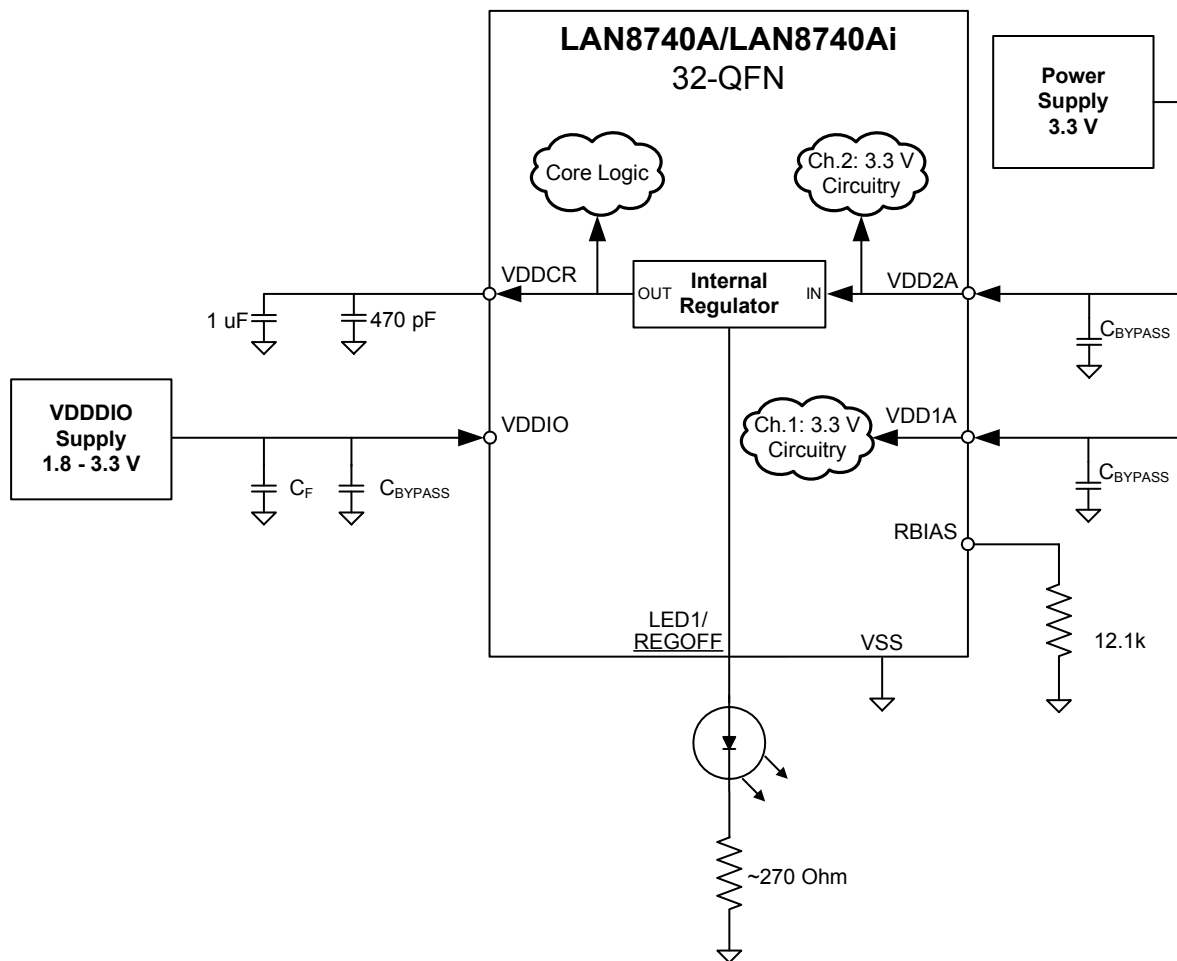 LAN8740A/LAN8740Ai
32-QFN
Power
Supply
3.3 V
Core Logic
Ch.2: 3.3 V
Circuitry
VDDCR
OUT
Internal
Regulator
IN
VDD2A
1 uF
470 pF
CBYPASS
VDDDIO
Supply
1.8 - 3.3 V
VDDIO
Ch.1: 3.3 V
Circuitry
VDD1A
CF
CBYPASS
CBYPASS
RBIAS
LED1/
REGOFF
VSS
12.1k
~270 Ohm